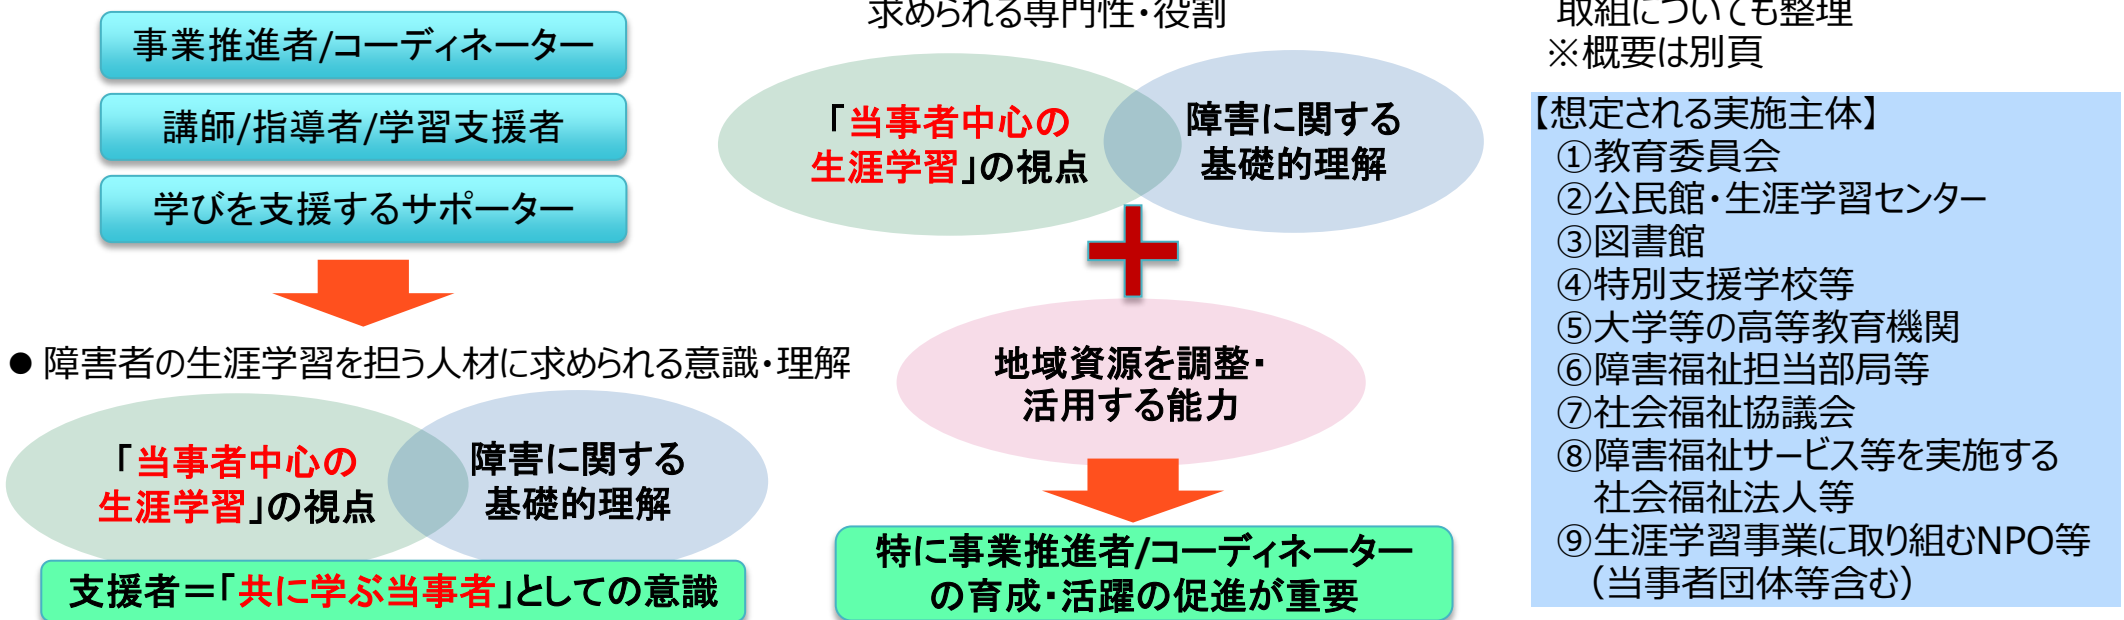 事業推進者/コーディネーター
講師/指導者/学習支援者
学びを支援するサポーター
●障害者の生涯学習を担う人材に求められる意識・理解
「当事者中心の
生涯学習」の視点
障害に関する
基礎的理解
支援者＝「共に学ぶ当事者」としての意識
求められる専門性・役割
「当事者中心の
生涯学習」の視点
障害に関する
基礎的理解
地域資源を調整・
活用する能力
特に事業推進者/コーディネーター
の育成・活躍の促進が重要
取組についても整理
※概要は別頁
【想定される実施主体】
①教育委員会
②公民館・生涯学習センター
③図書館
④特別支援学校等
⑤大学等の高等教育機関
⑥障害福祉担当部局等
⑦社会福祉協議会
⑧障害福祉サービス等を実施する
社会福祉法人等
⑨生涯学習事業に取り組むNPO等
（当事者団体等含む）